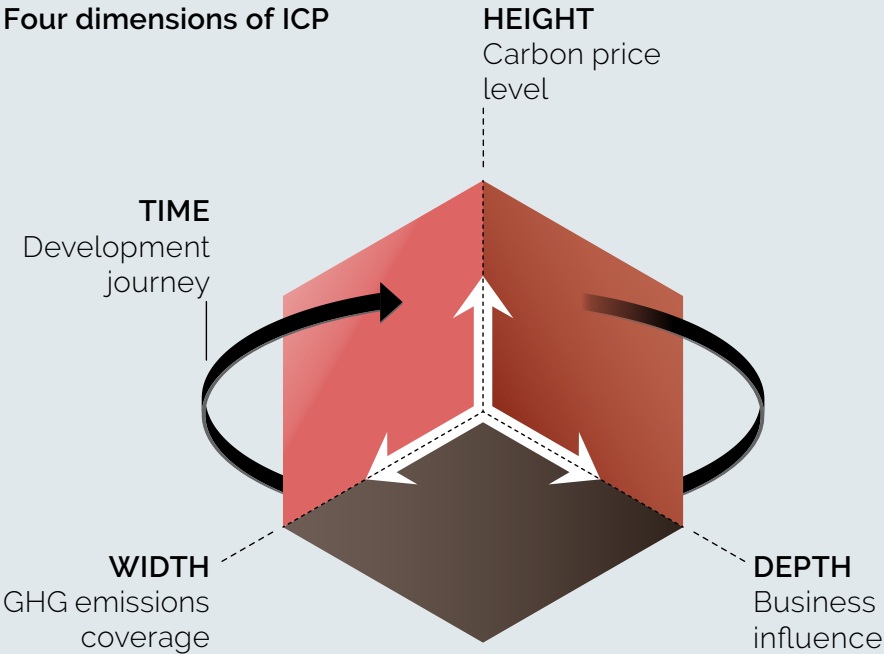 Four dimensions of ICP
HEIGHT
Carbon price
level
TIME
Development
journey
WIDTH
GHG emissions
coverage
DEPTH
Business
influence